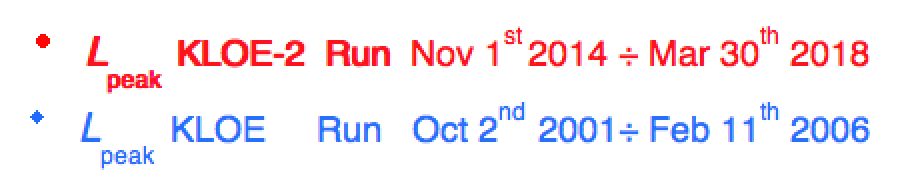 • L peak KLOE-2 Run Nov 1st 2014 ÷ Mar 30th 2018
L peak KLOE Run Oct 2nd 2001÷ Feb 11th 2006